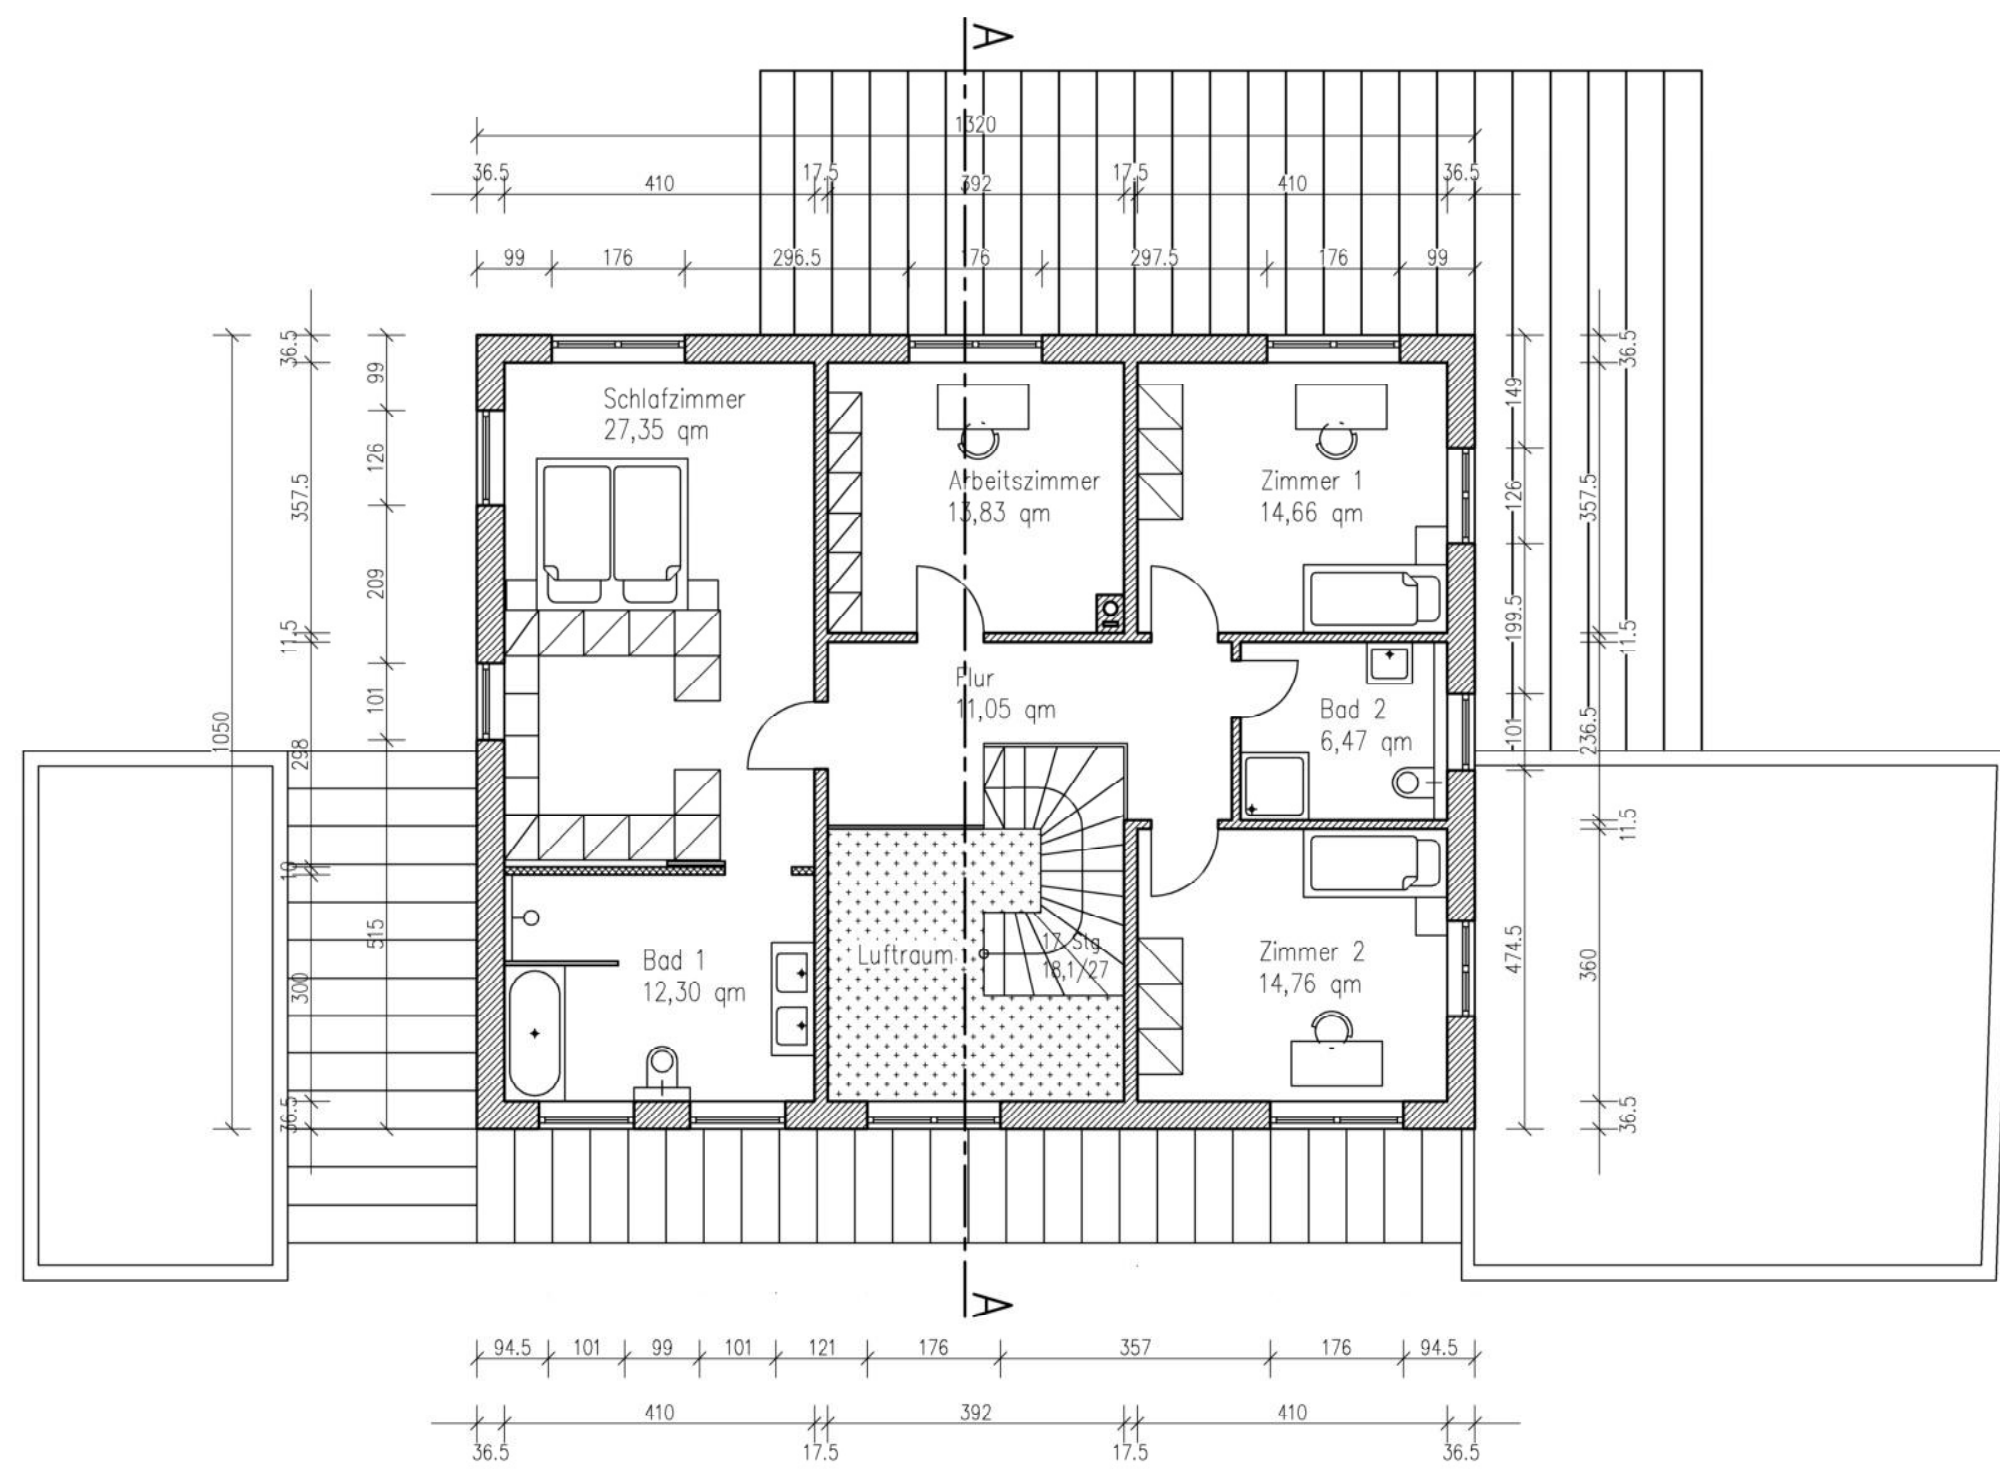 A
1320
36.5 410 17.5 392 17.5 410 36.5
99 176 296.5 176 297.5 176 99
1050
36.5 357.5 11.5 298 10 300 36.5
99 126 209 101 515
149 126 199.5 101 474.5
36.5 357.5 11.5 236.5 11.5 360 36.5
Schlafzimmer
27,35 qm
Arbeitszimmer
13,83 qm
Zimmer 1
14,66 qm
Flur
11,05 qm
Bad 2
6,47 qm
Bad 1
12,30 qm
Luftraum
17 Stg
18,1/27
Zimmer 2
14,76 qm
A
94.5 101 99 101 121 176 357 176 94.5
410 392 410
36.5 17.5 17.5 36.5